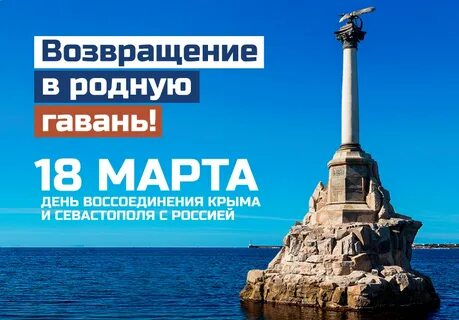 Возвращение
в родную
гавань!
18 МАРТА
ДЕНЬ ВОССОЕДИНЕНИЯ КРЫМА
И СЕВАСТОПОЛЯ С РОССИЕЙ